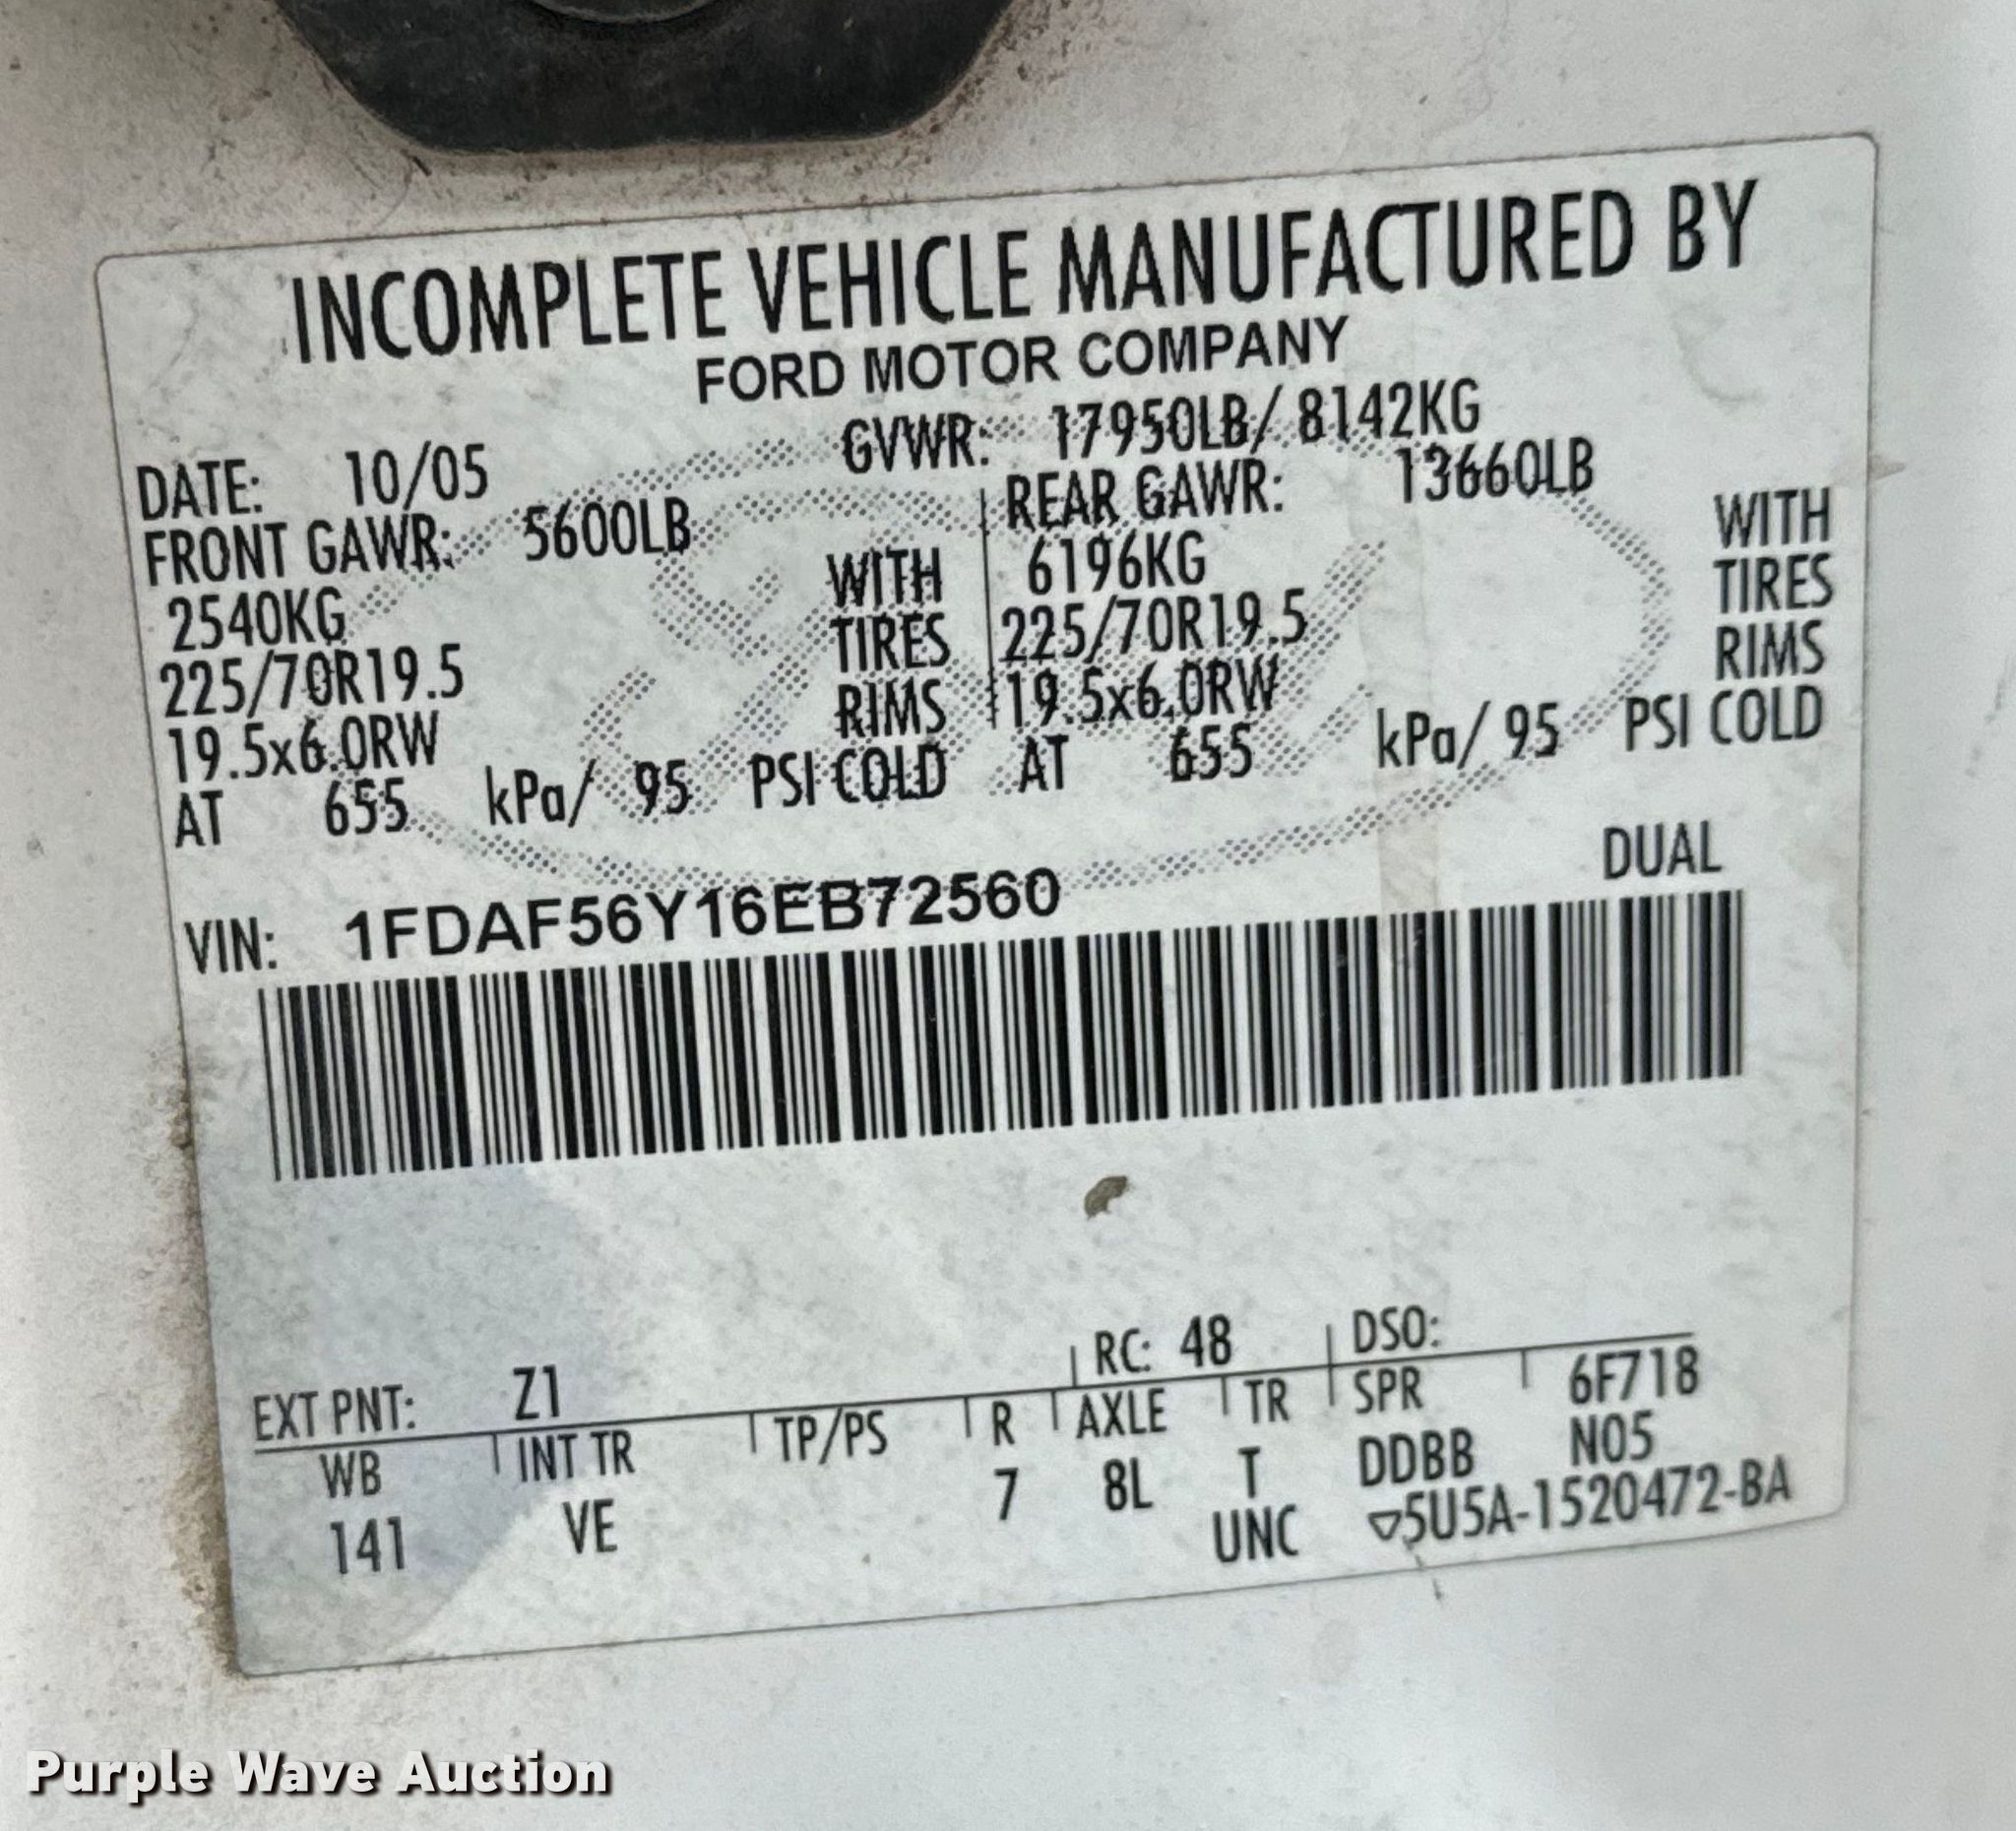 INCOMPLETE VEHICLE MANUFACTURED BY
FORD MOTOR COMPANY
DATE: 10/05 GVWR: 17950LB/ 8142KG
FRONT GAWR: 5600LB REAR GAWR: 13660LB
2540KG WITH 6196KG WITH
225/70R19.5 TIRES 225/70R19.5 TIRES
19.5x6.0RW RIMS 19.5x6.0RW RIMS
AT 655 kPa/ 95 PSI COLD AT 655 kPa/ 95 PSI COLD
DUAL
VIN: 1FDAF56Y16EB72560
EXT PNT: Z1 RC: 48 DSO:
WB INT TR TP/PS R AXLE TR SPR 6F718
141 VE 7 8L T DDBB N05
UNC ▽5U5A-1520472-BA
Purple Wave Auction